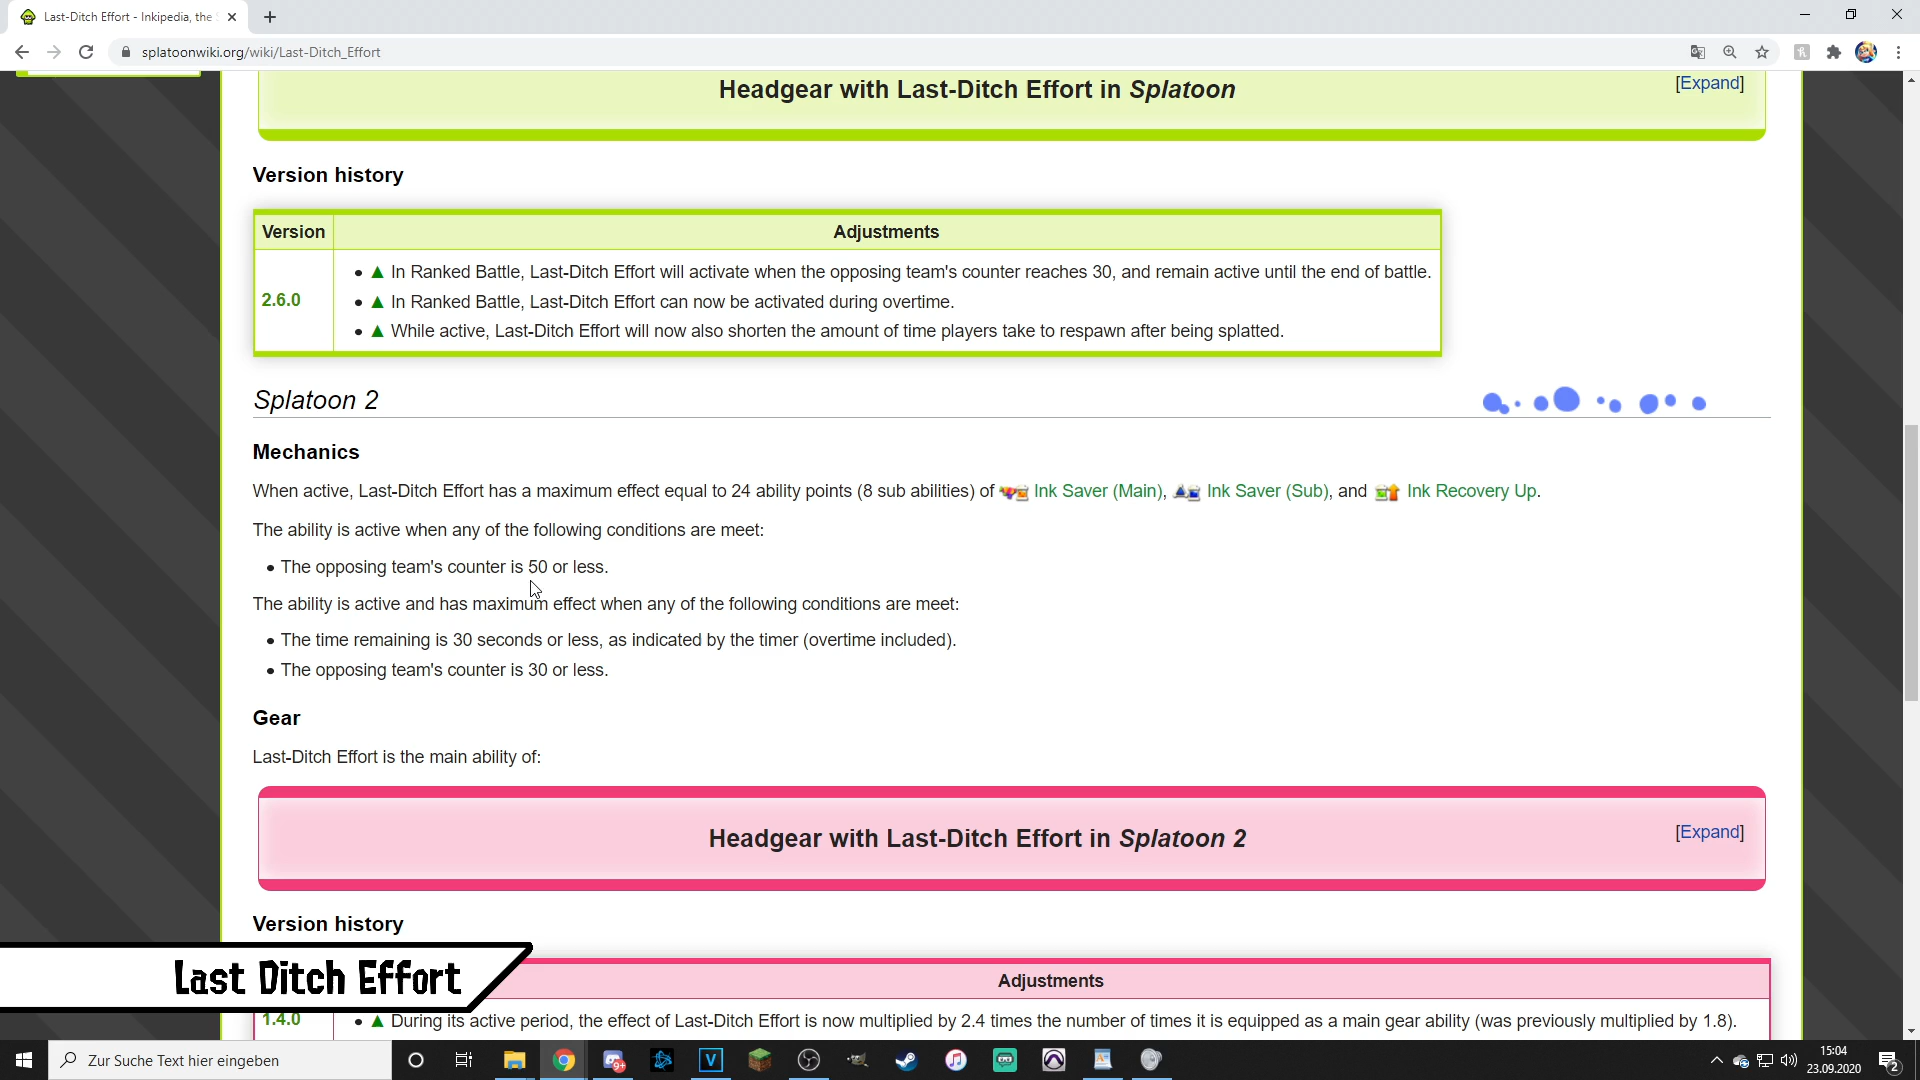 Last-Ditch Effort - Inkipedia, the
splatoonwiki.org/wiki/Last-Ditch_Effort
Headgear with Last-Ditch Effort in Splatoon
[Expand]
Version history
Version
Adjustments
2.6.0
• ▲ In Ranked Battle, Last-Ditch Effort will activate when the opposing team's counter reaches 30, and remain active until the end of battle.
• ▲ In Ranked Battle, Last-Ditch Effort can now be activated during overtime.
• ▲ While active, Last-Ditch Effort will now also shorten the amount of time players take to respawn after being splatted.
Splatoon 2
Mechanics
When active, Last-Ditch Effort has a maximum effect equal to 24 ability points (8 sub abilities) of Ink Saver (Main), Ink Saver (Sub), and Ink Recovery Up.
The ability is active when any of the following conditions are meet:
• The opposing team's counter is 50 or less.
The ability is active and has maximum effect when any of the following conditions are meet:
• The time remaining is 30 seconds or less, as indicated by the timer (overtime included).
• The opposing team's counter is 30 or less.
Gear
Last-Ditch Effort is the main ability of:
Headgear with Last-Ditch Effort in Splatoon 2
[Expand]
Version history
Last Ditch Effort
Adjustments
1.4.0
• ▲ During its active period, the effect of Last-Ditch Effort is now multiplied by 2.4 times the number of times it is equipped as a main gear ability (was previously multiplied by 1.8).
Zur Suche Text hier eingeben
9+
V
15:04
23.09.2020
2